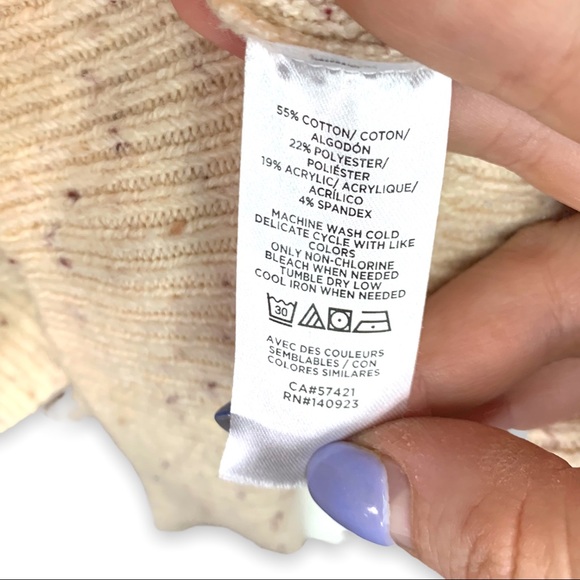 55% COTTON/ COTON/
ALGODÓN
22% POLYESTER/
POLIÉSTER
19% ACRYLIC/ ACRYLIQUE/
ACRÍLICO
4% SPANDEX
MACHINE WASH COLD
DELICATE CYCLE WITH LIKE
COLORS
ONLY NON-CHLORINE
BLEACH WHEN NEEDED
TUMBLE DRY LOW
COOL IRON WHEN NEEDED
30
AVEC DES COULEURS
SEMBLABLES / CON
COLORES SIMILARES
CA#57421
RN#140923